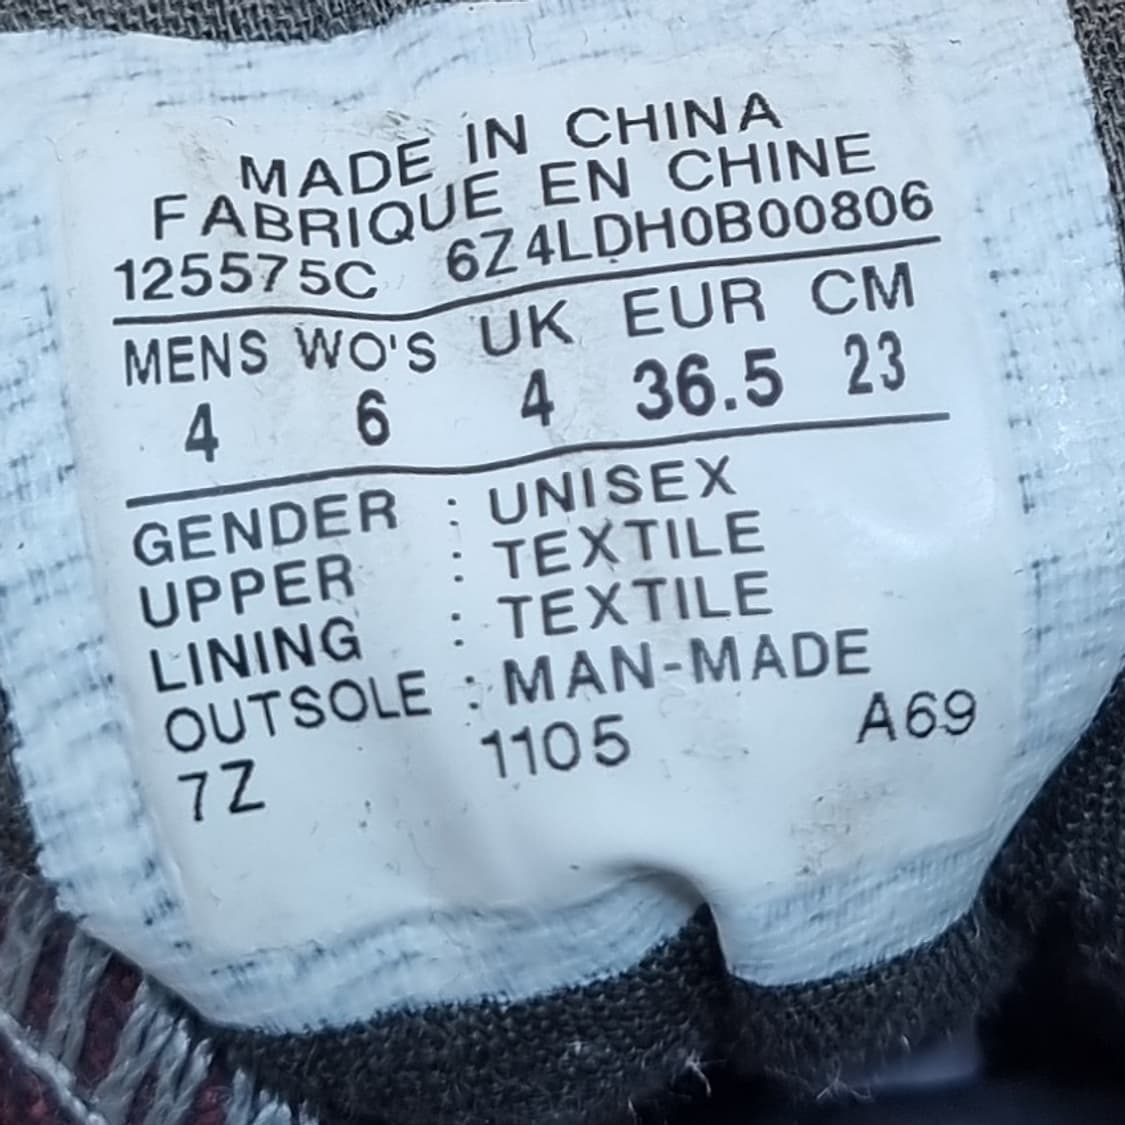 MADE IN CHINA
FABRIQUE EN CHINE
125575C 6Z4LDH0B00806
MENS WO'S UK EUR CM
4 6 4 36.5 23
GENDER : UNISEX
UPPER : TEXTILE
LINING : TEXTILE
OUTSOLE : MAN-MADE
7Z 1105 A69